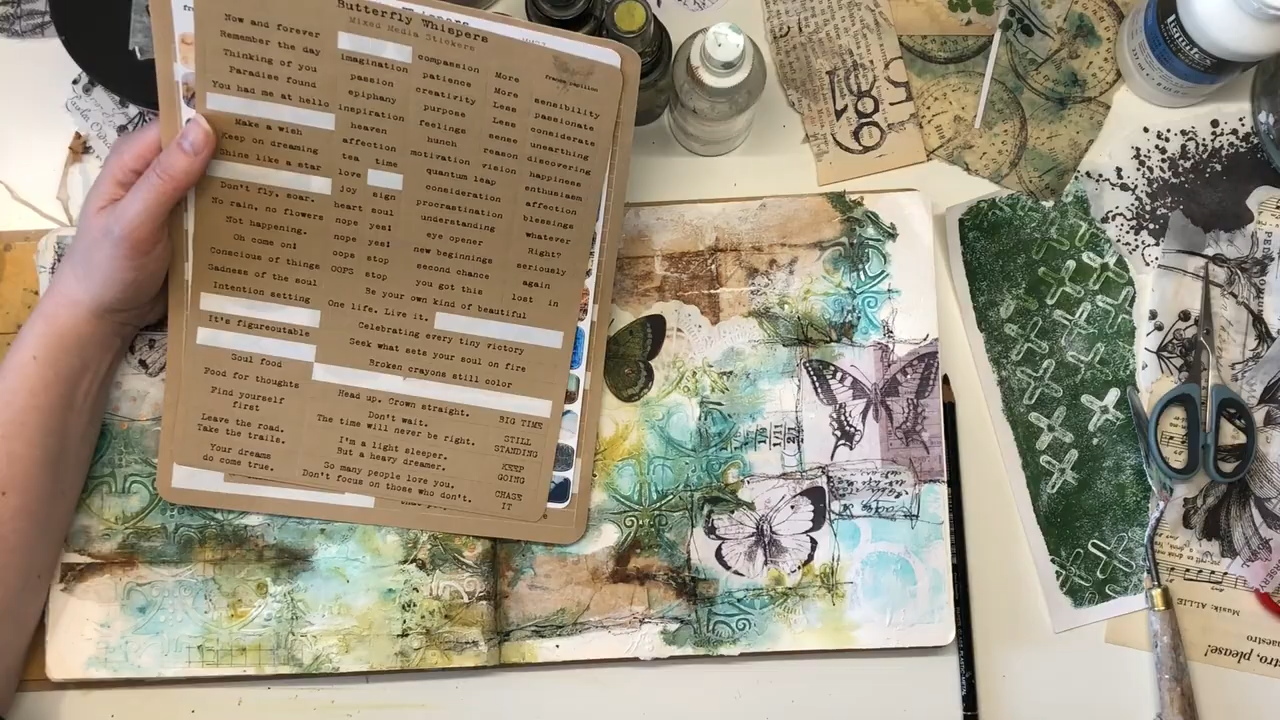 Butterfly Whispers
Mixed Media Stickers
Now and forever
Remember the day
Thinking of you
Paradise found
You had me at hello
Make a wish
Keep on dreaming
Shine like a star
Don't fly, soar.
No rain, no flowers
Not happening.
Oh come on!
Conscious of things
Sadness of the soul
Intention setting
It's figureoutable
Soul food
Food for thoughts
Find yourself
first
Leave the road.
Take the trails.
Your dreams
do come true.
imagination
passion
epiphany
inspiration
heaven
affection
tea time
love
joy sign
heart soul
nope yes!
nope yes!
oops stop
OOPS stop
compassion
patience
creativity
purpose
feelings
hunch
motivation vision
quantum leap
consideration
procrastination
understanding
eye opener
new beginnings
second chance
you got this
More
More
Less
Less
sense
reason
sensibility
passionate
considerate
unearthing
discovering
happiness
enthusiasm
affection
blessings
whatever
Right?
seriously
again
lost in
Be your own kind of beautiful
One life. Live it.
Celebrating every tiny victory
Seek what sets your soul on fire
Broken crayons still color
Head up. Crown straight.
Don't wait.
The time will never be right.
I'm a light sleeper.
But a heavy dreamer.
So many people love you.
Don't focus on those who don't.
BIG TIME
STILL
STANDING
KEEP
GOING
CHASE
IT
Liquitex
Musik: ALLIE
maestro, please!